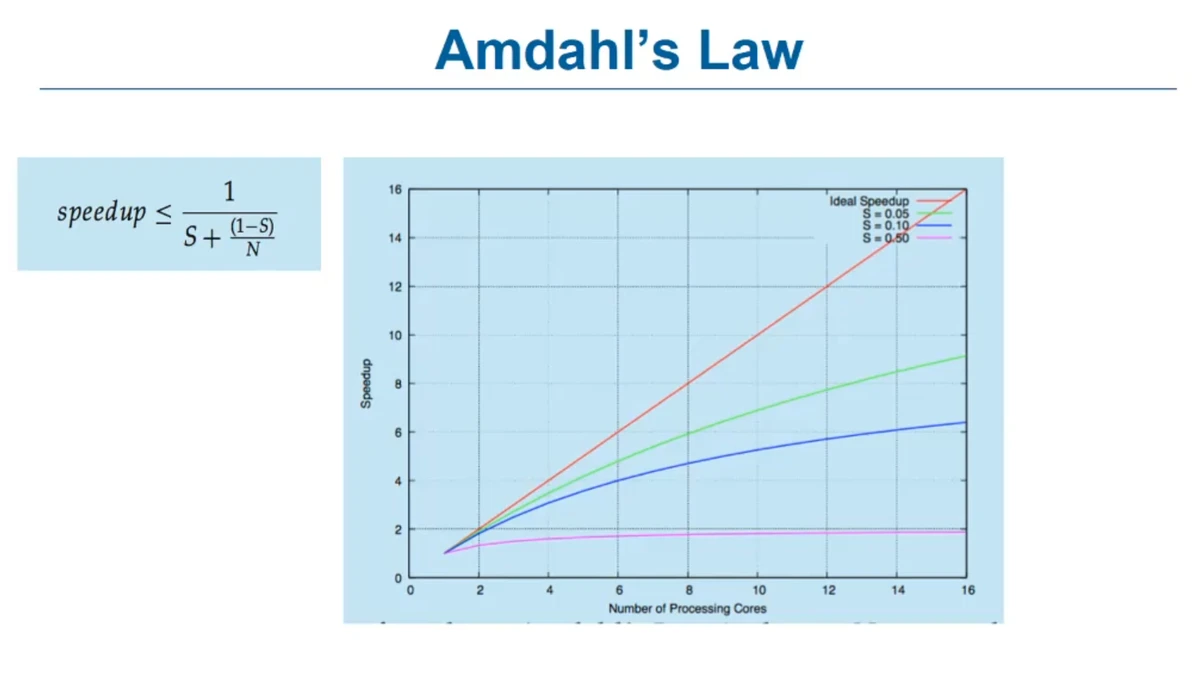 Amdahl's Law
speedup ≤ 1 / (S + (1−S) / N)
Ideal Speedup
S = 0.05
S = 0.10
S = 0.50
16
14
12
10
8
6
4
2
0
Speedup
0 2 4 6 8 10 12 14 16
Number of Processing Cores